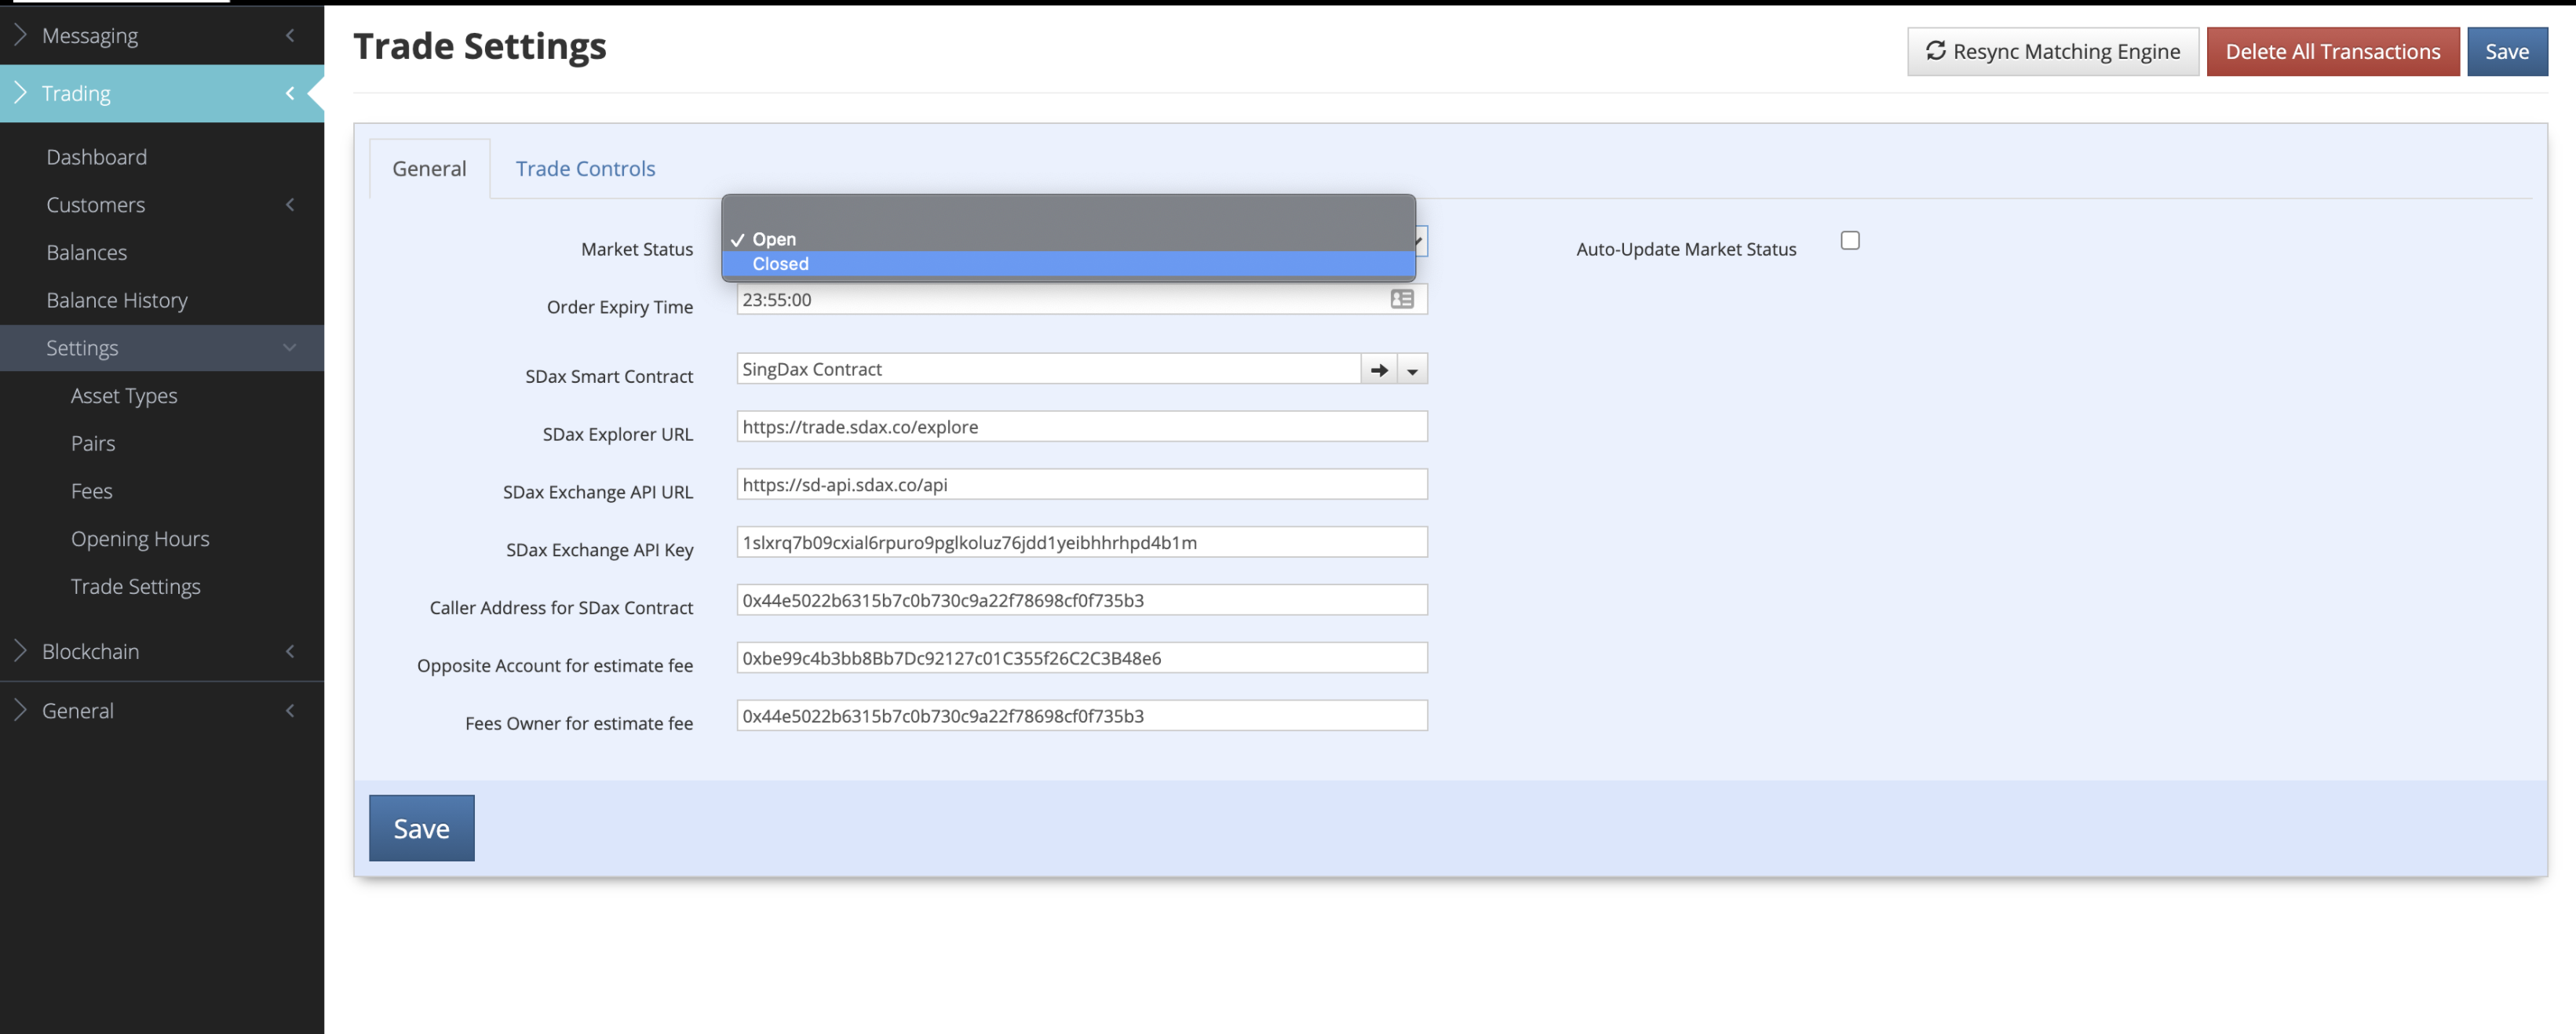 Messaging
Trading
Dashboard
Customers
Balances
Balance History
Settings
Asset Types
Pairs
Fees
Opening Hours
Trade Settings
Blockchain
General
Trade Settings
Resync Matching Engine
Delete All Transactions
Save
General
Trade Controls
Market Status
Open
Closed
Auto-Update Market Status
Order Expiry Time
23:55:00
SDax Smart Contract
SingDax Contract
SDax Explorer URL
https://trade.sdax.co/explore
SDax Exchange API URL
https://sd-api.sdax.co/api
SDax Exchange API Key
1slxrq7b09cxial6rpuro9pglkoluz76jdd1yeibhhrhpd4b1m
Caller Address for SDax Contract
0x44e5022b6315b7c0b730c9a22f78698cf0f735b3
Opposite Account for estimate fee
0xbe99c4b3bb8Bb7Dc92127c01C355f26C2C3B48e6
Fees Owner for estimate fee
0x44e5022b6315b7c0b730c9a22f78698cf0f735b3
Save